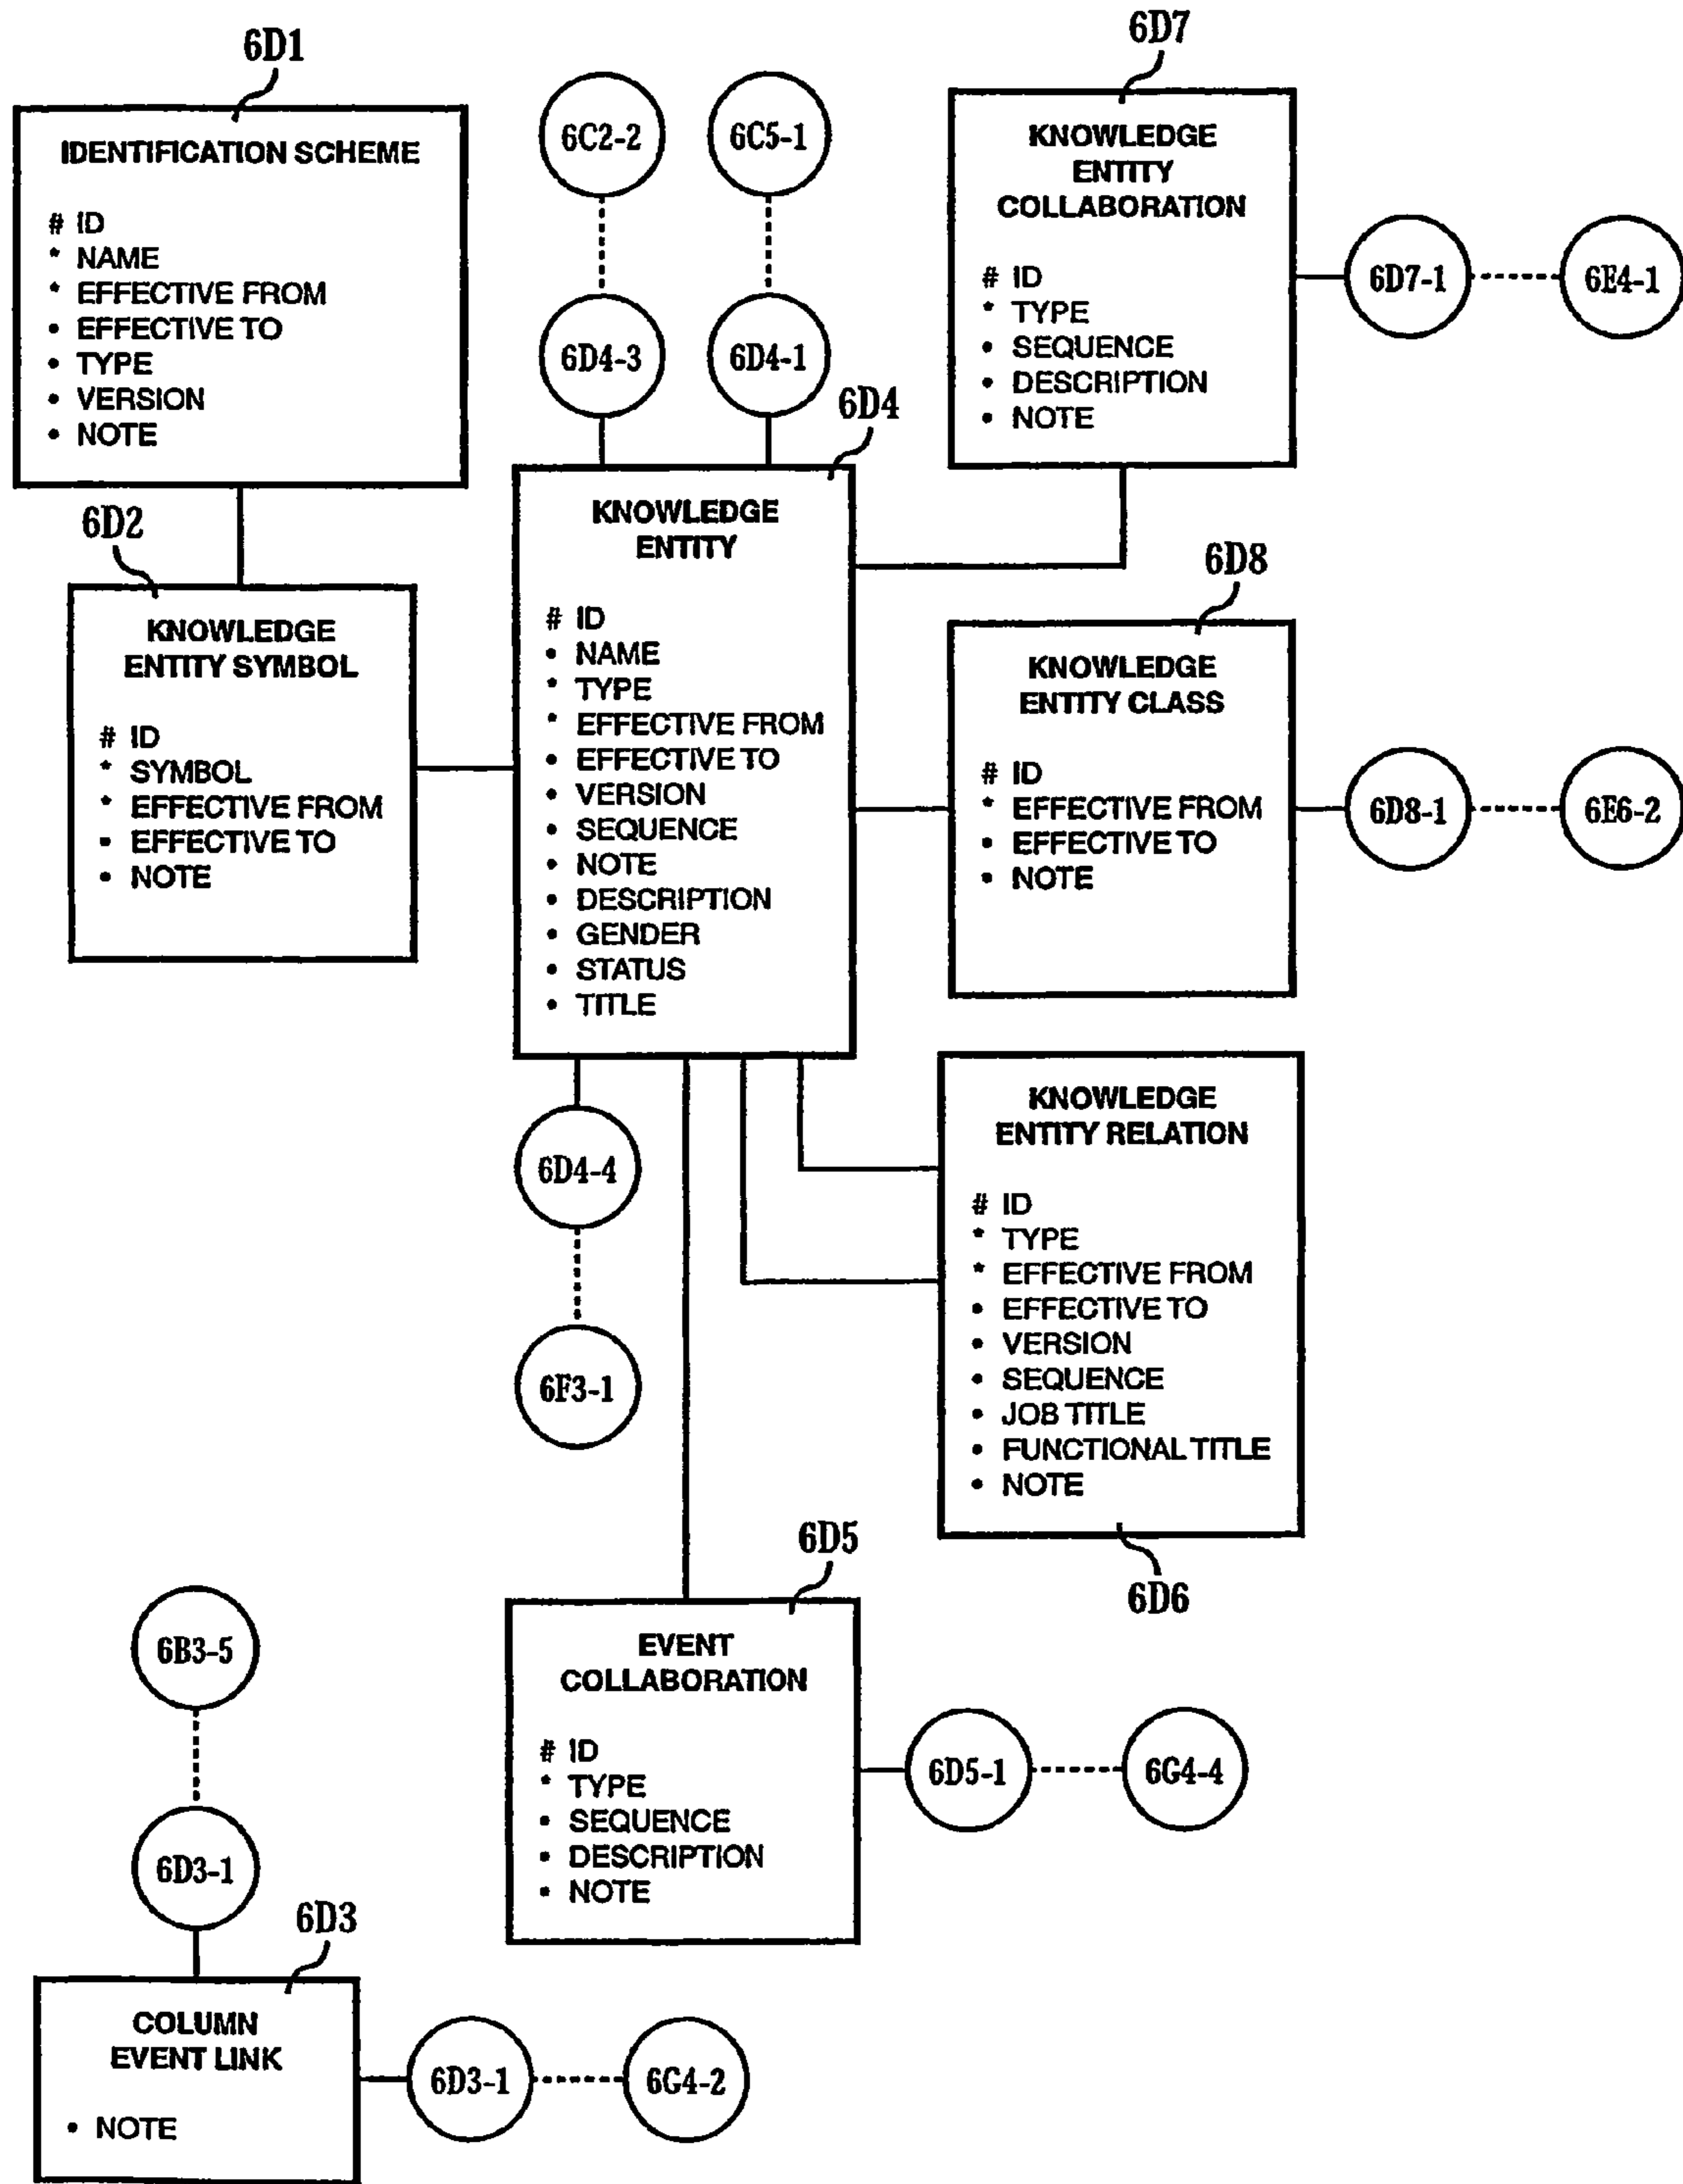 6D1
IDENTIFICATION SCHEME
# ID
* NAME
* EFFECTIVE FROM
• EFFECTIVE TO
• TYPE
• VERSION
• NOTE
6D2
KNOWLEDGE
ENTITY SYMBOL
# ID
* SYMBOL
* EFFECTIVE FROM
• EFFECTIVE TO
• NOTE
6C2-2
6C5-1
6D4-3
6D4-1
6D4
KNOWLEDGE
ENTITY
# ID
• NAME
* TYPE
* EFFECTIVE FROM
• EFFECTIVE TO
• VERSION
• SEQUENCE
• NOTE
• DESCRIPTION
• GENDER
• STATUS
• TITLE
6D7
KNOWLEDGE
ENTITY
COLLABORATION
# ID
* TYPE
• SEQUENCE
• DESCRIPTION
• NOTE
6D7-1
6E4-1
6D8
KNOWLEDGE
ENTITY CLASS
# ID
* EFFECTIVE FROM
• EFFECTIVE TO
• NOTE
6D8-1
6E6-2
KNOWLEDGE
ENTITY RELATION
# ID
* TYPE
* EFFECTIVE FROM
• EFFECTIVE TO
• VERSION
• SEQUENCE
• JOB TITLE
• FUNCTIONAL TITLE
• NOTE
6D6
6D4-4
6F3-1
6D5
EVENT
COLLABORATION
# ID
* TYPE
• SEQUENCE
• DESCRIPTION
• NOTE
6D5-1
6G4-4
6B3-5
6D3-1
6D3
COLUMN
EVENT LINK
• NOTE
6D3-1
6G4-2